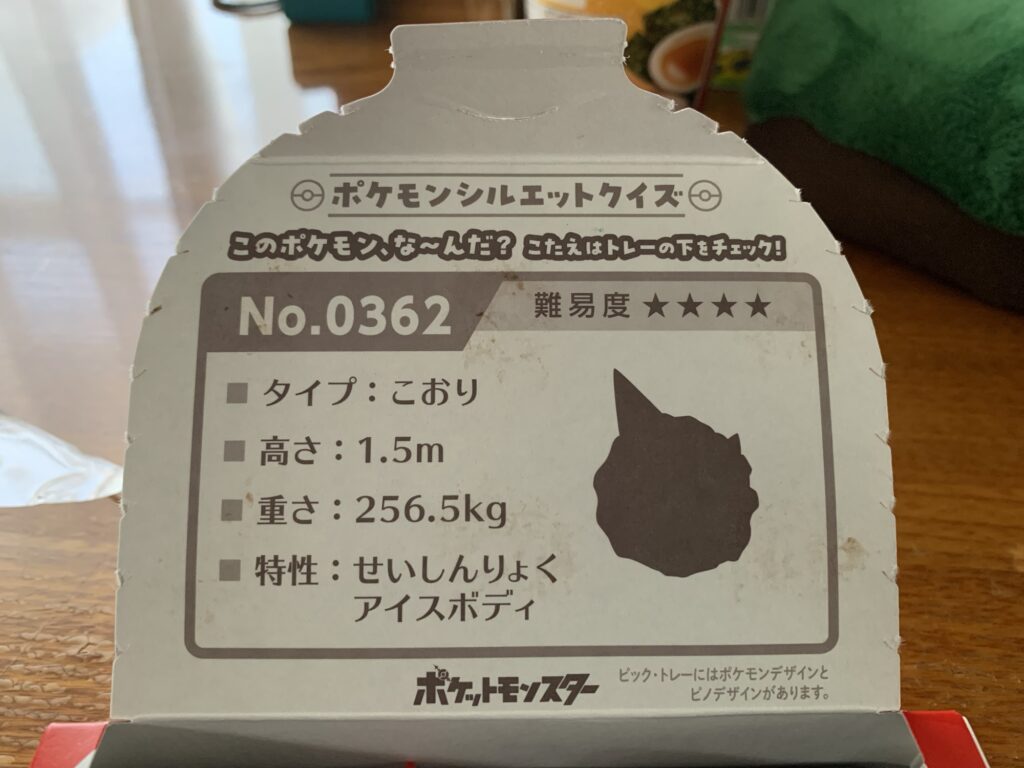 ポケモンシルエットクイズ
このポケモン、な〜んだ? こたえはトレーの下をチェック!
No.0362 難易度★★★★
■ タイプ:こおり
■ 高さ:1.5m
■ 重さ:256.5kg
■ 特性:せいしんりょく
アイスボディ
ポケットモンスター
ピック・トレーにはポケモンデザインと
ピノデザインがあります。